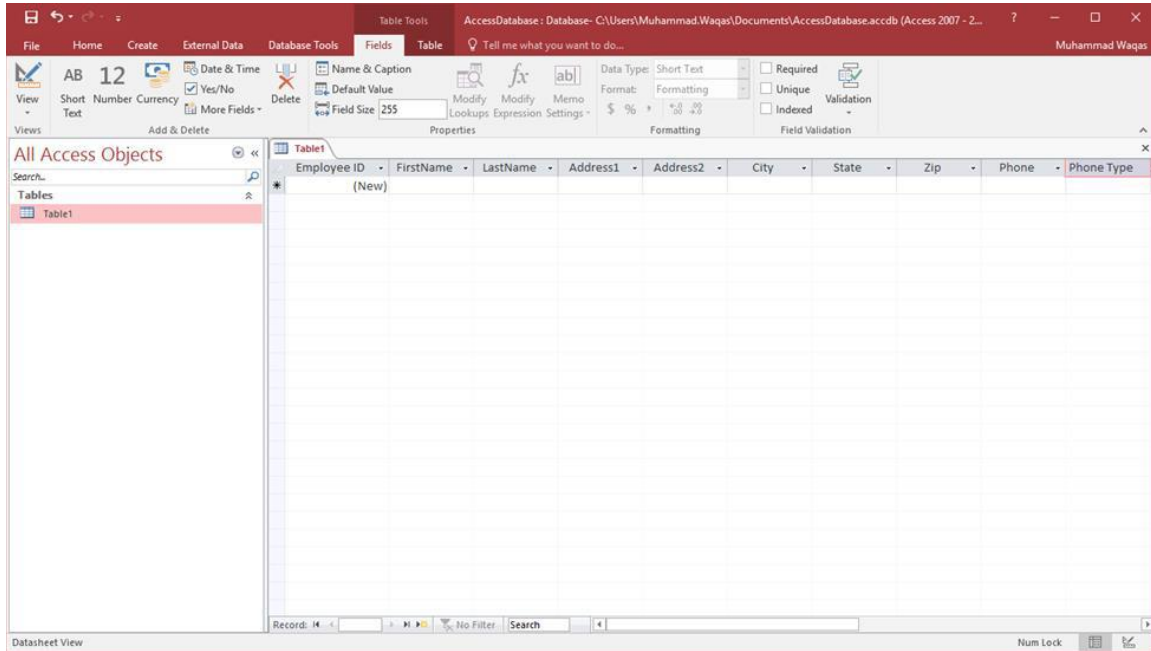 Table Tools AccessDatabase : Database- C:\Users\Muhammad.Waqas\Documents\AccessDatabase.accdb (Access 2007 - 2... ?
File Home Create External Data Database Tools Fields Table Tell me what you want to do... Muhammad Waqas
View
AB Short Text
12 Number
Currency
Date & Time
Yes/No
More Fields
Delete
Name & Caption
Default Value
Field Size 255
Modify Lookups
fx Modify Expression
ab Memo Settings
Data Type: Short Text
Format: Formatting
$ % , .0 .00 .00 .0
Required
Unique
Indexed
Validation
Views Add & Delete Properties Formatting Field Validation
All Access Objects
Search...
Tables
Table1
Table1
Employee ID FirstName LastName Address1 Address2 City State Zip Phone Phone Type
(New)
Record: No Filter Search
Datasheet View Num Lock